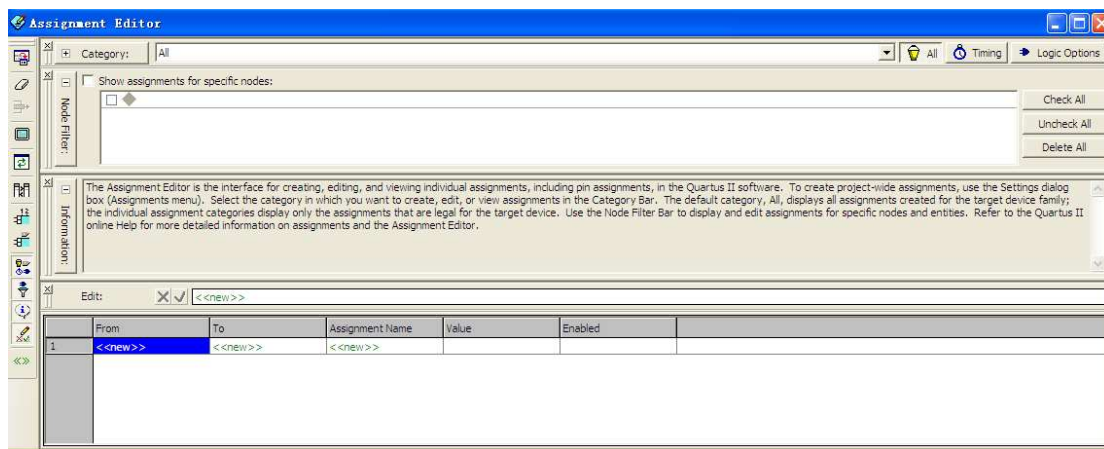 Assignment Editor
Category: All All Timing Logic Options
Show assignments for specific nodes:
Node Filter:
Check All
Uncheck All
Delete All
Information:
The Assignment Editor is the interface for creating, editing, and viewing individual assignments, including pin assignments, in the Quartus II software. To create project-wide assignments, use the Settings dialog
box (Assignments menu). Select the category in which you want to create, edit, or view assignments in the Category Bar. The default category, All, displays all assignments created for the target device family;
the individual assignment categories display only the assignments that are legal for the target device. Use the Node Filter Bar to display and edit assignments for specific nodes and entities. Refer to the Quartus II
online Help for more detailed information on assignments and the Assignment Editor.
Edit: <<new>>
From To Assignment Name Value Enabled
1 <<new>> <<new>> <<new>>